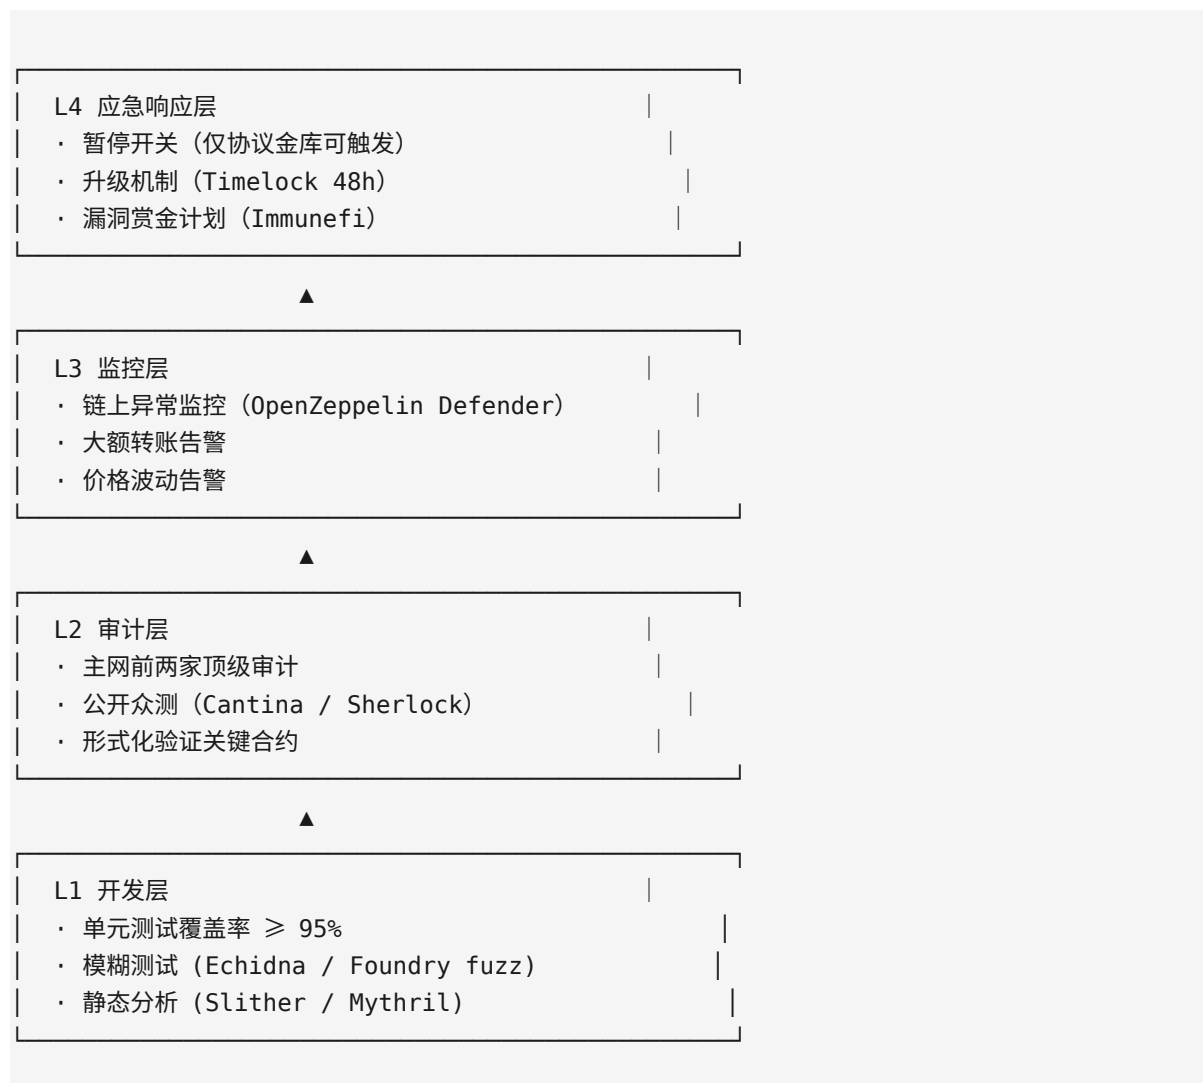 L4 应急响应层
· 暂停开关（仅协议金库可触发）
· 升级机制（Timelock 48h）
· 漏洞赏金计划（Immunefi）
▲
L3 监控层
· 链上异常监控（OpenZeppelin Defender）
· 大额转账告警
· 价格波动告警
▲
L2 审计层
· 主网前两家顶级审计
· 公开众测（Cantina / Sherlock）
· 形式化验证关键合约
▲
L1 开发层
· 单元测试覆盖率 ≥ 95%
· 模糊测试 (Echidna / Foundry fuzz)
· 静态分析 (Slither / Mythril)